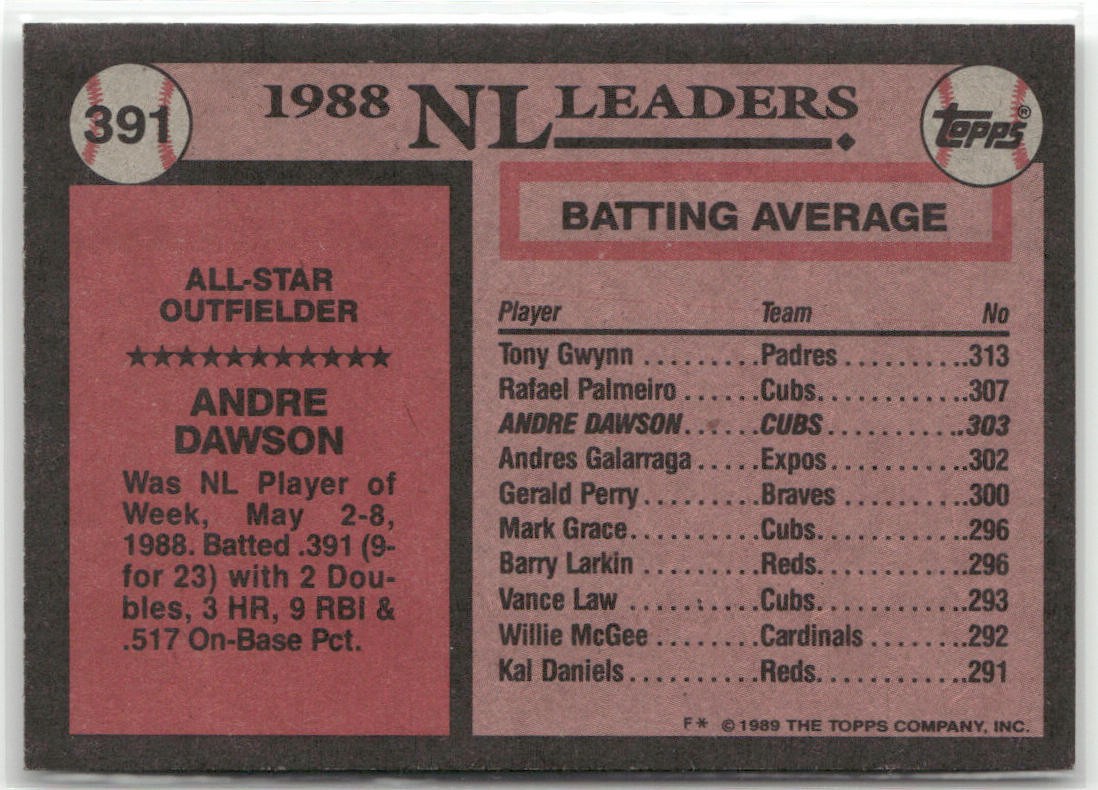 391
1988 NL LEADERS
Topps®
ALL-STAR
OUTFIELDER
★★★★★★★★★★★
ANDRE
DAWSON
Was NL Player of
Week, May 2-8,
1988. Batted .391 (9-
for 23) with 2 Dou-
bles, 3 HR, 9 RBI &
.517 On-Base Pct.
BATTING AVERAGE
Player Team No
Tony Gwynn ..........Padres ...........313
Rafael Palmeiro .......Cubs.............307
ANDRE DAWSON.......CUBS.............303
Andres Galarraga .....Expos............302
Gerald Perry ..........Braves ...........300
Mark Grace...........Cubs.............296
Barry Larkin ..........Reds.............296
Vance Law ...........Cubs.............293
Willie McGee .........Cardinals .........292
Kal Daniels ...........Reds.............291
F* ©1989 THE TOPPS COMPANY, INC.